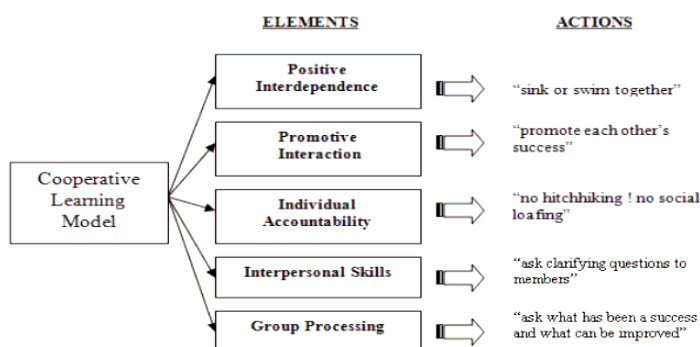 ELEMENTS
ACTIONS
Cooperative
Learning
Model
Positive
Interdependence
“sink or swim together”
Promotive
Interaction
“promote each other’s
success”
Individual
Accountability
“no hitchhiking ! no social
loafing”
Interpersonal Skills
“ask clarifying questions to
members”
Group Processing
“ask what has been a success
and what can be improved”